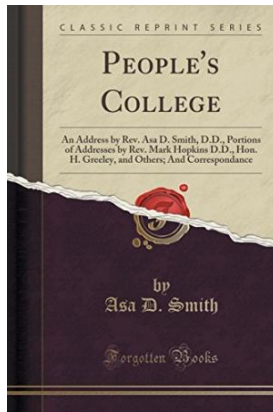 CLASSIC REPRINT SERIES
PEOPLE'S
COLLEGE
An Address by Rev. Asa D. Smith, D.D., Portions
of Addresses by Rev. Mark Hopkins D.D., Hon.
H. Greeley, and Others; And Correspondance
by
Asa D. Smith
Forgotten Books